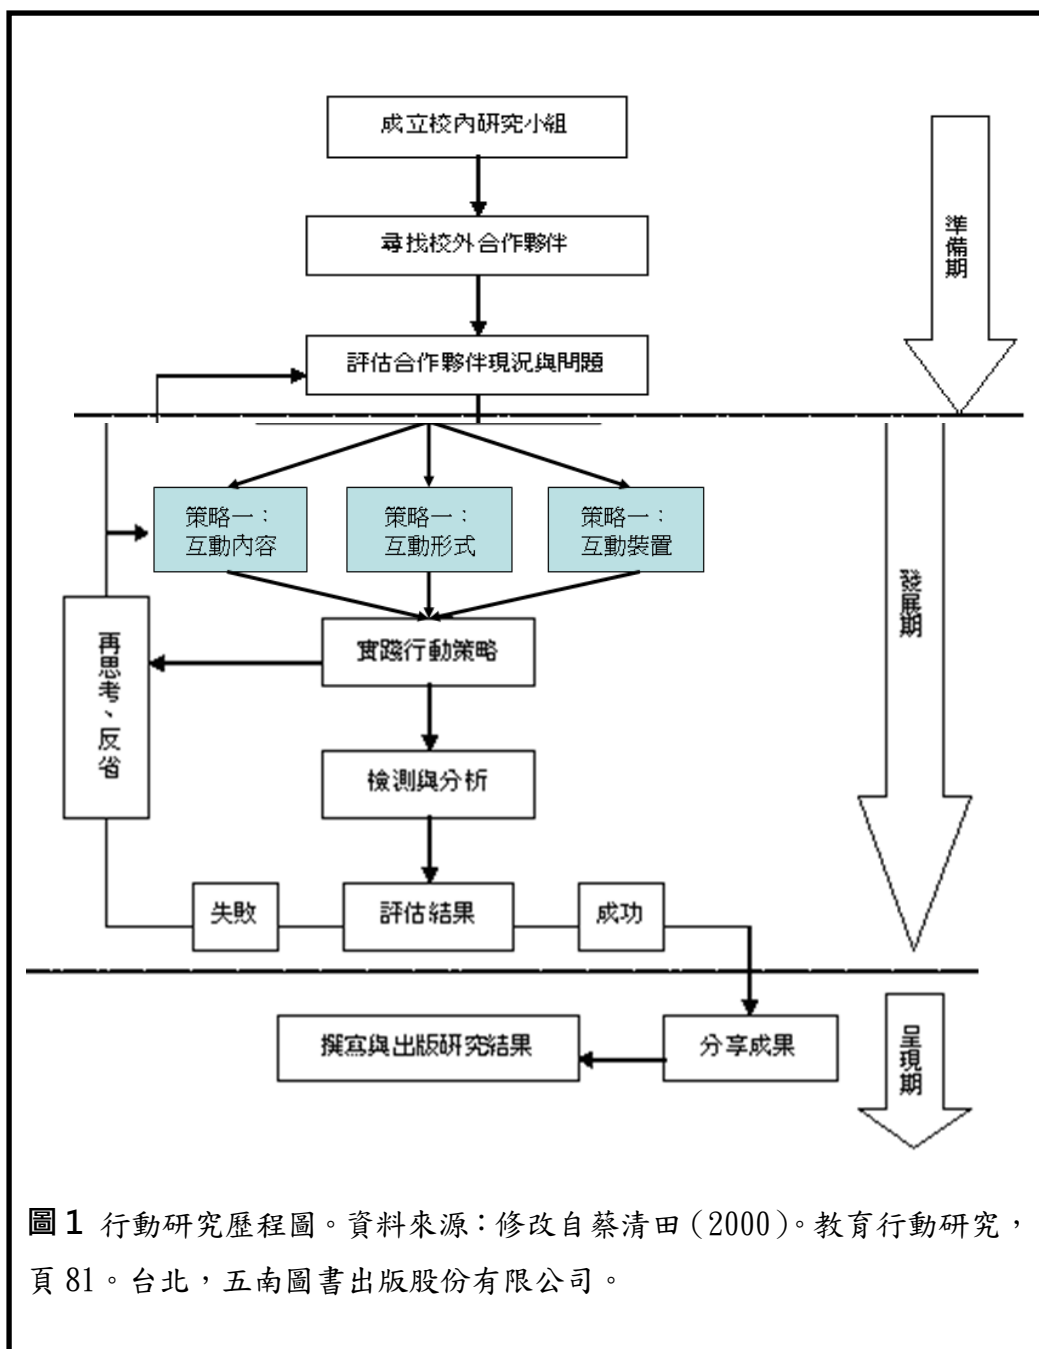 成立校內研究小組
尋找校外合作夥伴
準備期
評估合作夥伴現況與問題
策略一：
互動內容
策略一：
互動形式
策略一：
互動裝置
發展期
再思考、反省
實踐行動策略
檢測與分析
失敗
評估結果
成功
撰寫與出版研究結果
分享成果
呈現期
圖1 行動研究歷程圖。資料來源：修改自蔡清田（2000）。教育行動研究，
頁 81。台北，五南圖書出版股份有限公司。